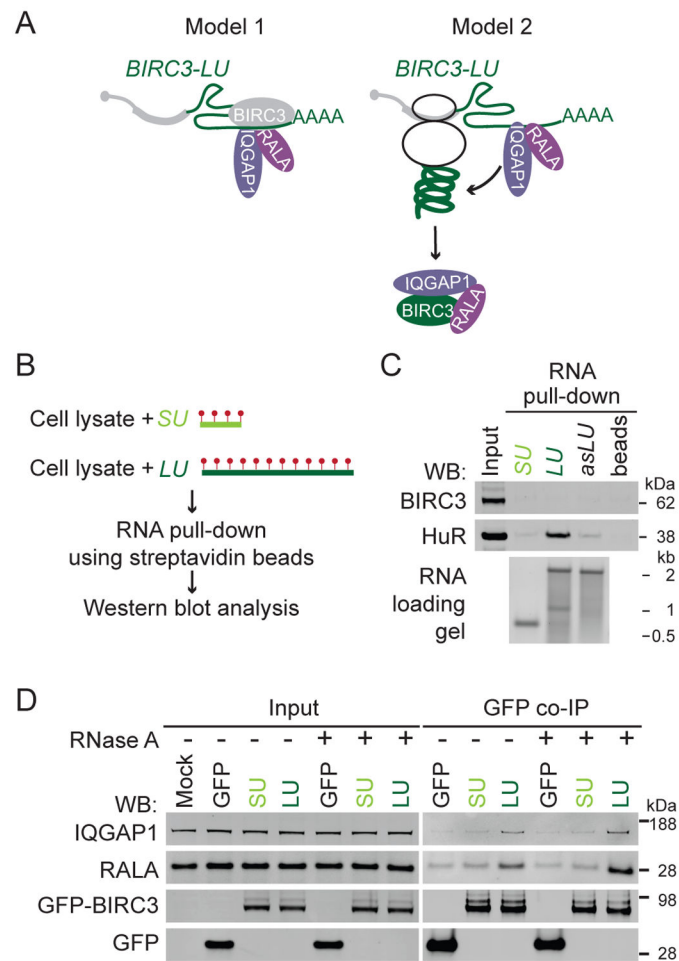 A
Model 1
Model 2
BIRC3-LU
BIRC3
AAAA
IQGAP1
RALA
BIRC3-LU
AAAA
IQGAP1
RALA
IQGAP1
BIRC3
RALA
B
Cell lysate + SU
Cell lysate + LU
RNA pull-down
using streptavidin beads
Western blot analysis
C
RNA
pull-down
WB:
Input
SU
LU
asLU
beads
kDa
BIRC3
62
HuR
38
kb
RNA
loading
gel
2
1
0.5
D
Input
GFP co-IP
RNase A - - - - + + + - - - + + +
WB:
Mock
GFP
SU
LU
GFP
SU
LU
GFP
SU
LU
GFP
SU
LU
kDa
IQGAP1
188
RALA
28
GFP-BIRC3
98
GFP
28